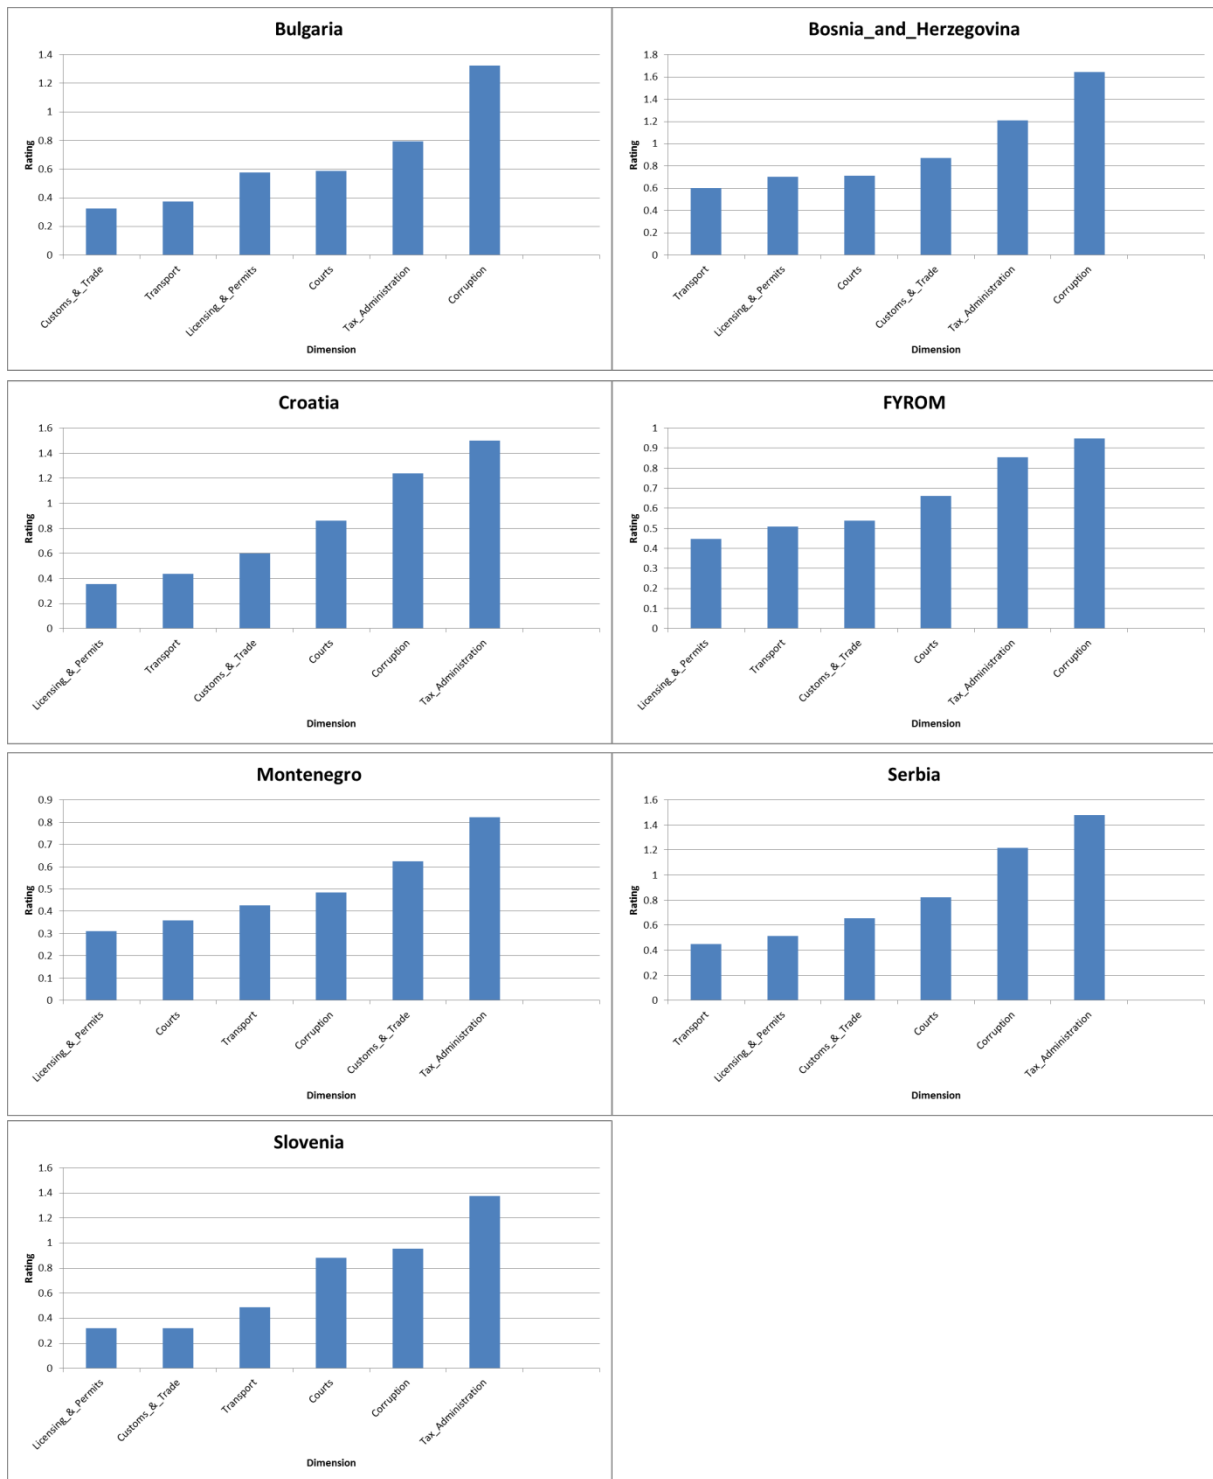 Bulgaria
1.4
1.2
1
0.8
0.6
0.4
0.2
0
Rating
Customs_&_Trade
Transport
Licensing_&_Permits
Courts
Tax_Administration
Corruption
Dimension
Bosnia_and_Herzegovina
1.8
1.6
1.4
1.2
1
0.8
0.6
0.4
0.2
0
Rating
Transport
Licensing_&_Permits
Courts
Customs_&_Trade
Tax_Administration
Corruption
Dimension
Croatia
1.6
1.4
1.2
1
0.8
0.6
0.4
0.2
0
Rating
Licensing_&_Permits
Transport
Customs_&_Trade
Courts
Corruption
Tax_Administration
Dimension
FYROM
1
0.9
0.8
0.7
0.6
0.5
0.4
0.3
0.2
0.1
0
Rating
Licensing_&_Permits
Transport
Customs_&_Trade
Courts
Tax_Administration
Corruption
Dimension
Montenegro
0.9
0.8
0.7
0.6
0.5
0.4
0.3
0.2
0.1
0
Rating
Licensing_&_Permits
Courts
Transport
Corruption
Customs_&_Trade
Tax_Administration
Dimension
Serbia
1.6
1.4
1.2
1
0.8
0.6
0.4
0.2
0
Rating
Transport
Licensing_&_Permits
Customs_&_Trade
Courts
Corruption
Tax_Administration
Dimension
Slovenia
1.6
1.4
1.2
1
0.8
0.6
0.4
0.2
0
Rating
Licensing_&_Permits
Customs_&_Trade
Transport
Courts
Corruption
Tax_Administration
Dimension